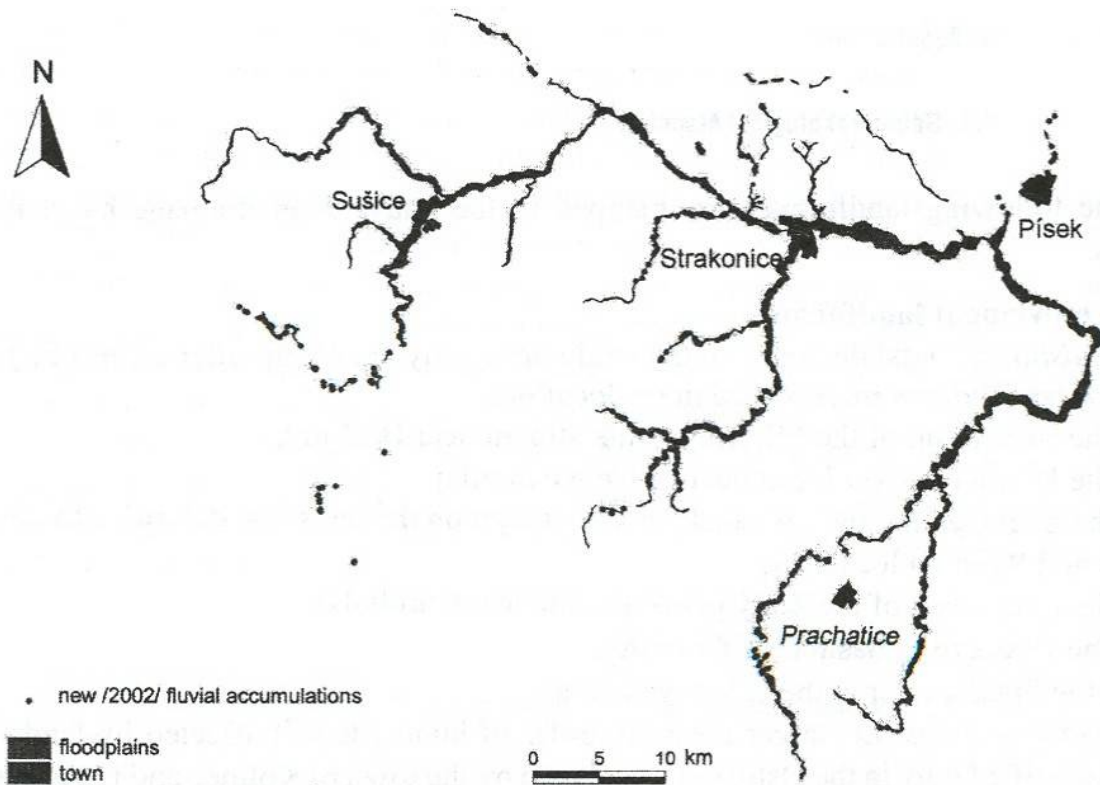 N
Sušice
Strakonice
Písek
Prachatice
new /2002/ fluvial accumulations
floodplains
town
0 5 10 km